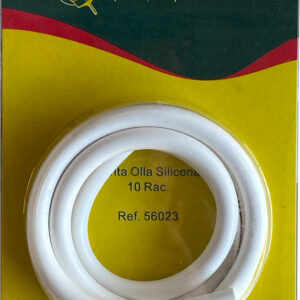 Olla Silicona
10 Rac.
Ref. 56023